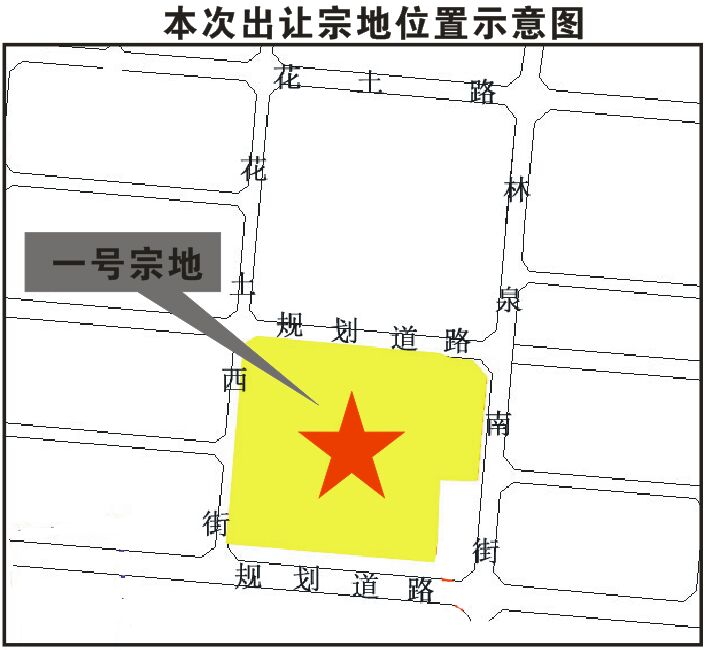 本次出让宗地位置示意图
花土路
花土西街
林泉南街
一号宗地
规划道路
规划道路